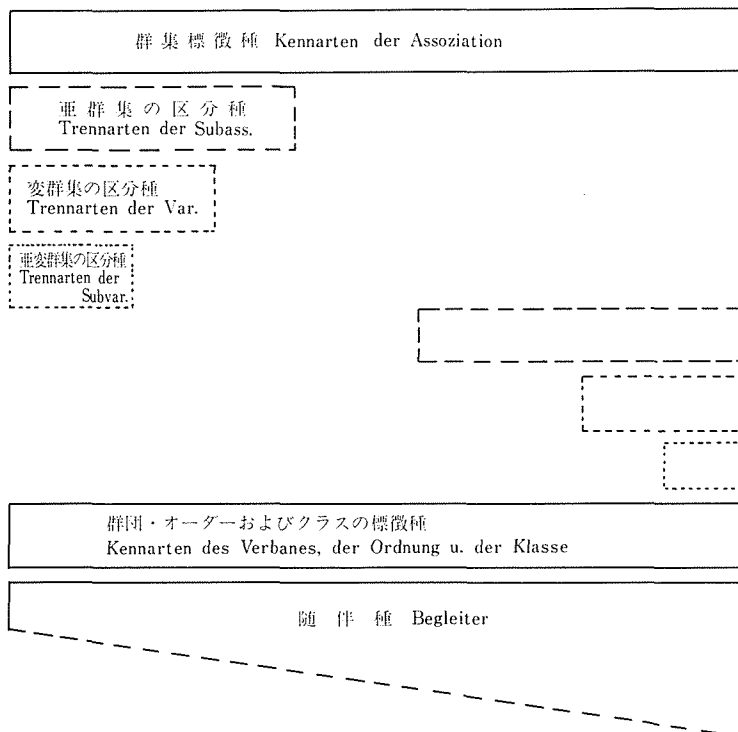 群集標徴種 Kennarten der Assoziation
亜群集の区分種
Trennarten der Subass.
変群集の区分種
Trennarten der Var.
亜変群集の区分種
Trennarten der
Subvar.
群団・オーダーおよびクラスの標徴種
Kennarten des Verbanes, der Ordnung u. der Klasse
随伴種 Begleiter